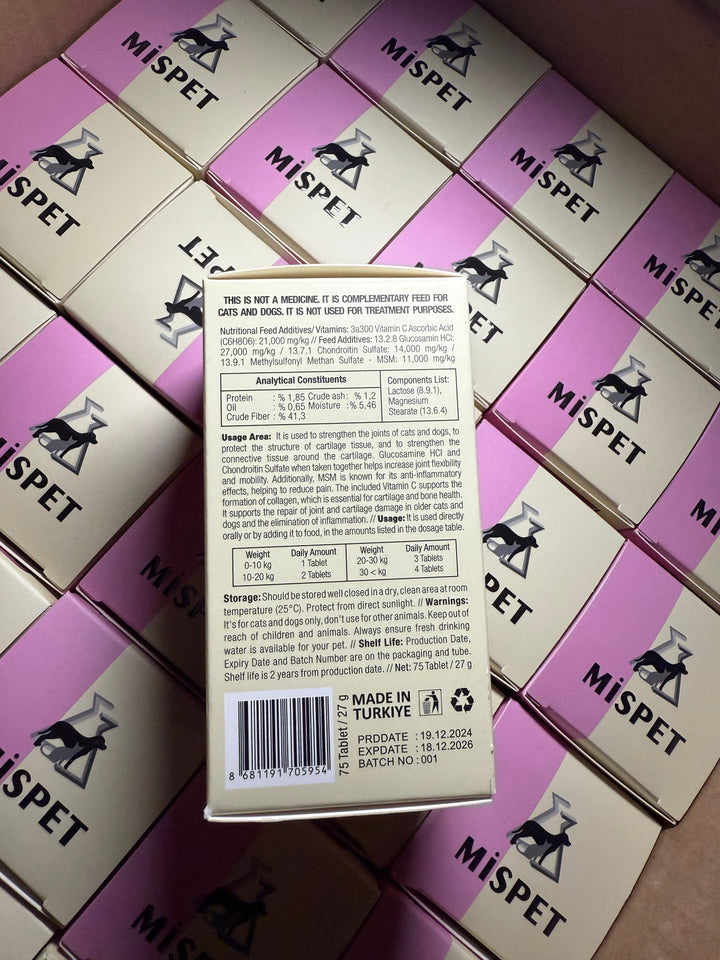 MiSPET
MiSPET
MiSPET
MiSPET
MiSPET
MiSPET
THIS IS NOT A MEDICINE. IT IS COMPLEMENTARY FEED FOR
CATS AND DOGS. IT IS NOT USED FOR TREATMENT PURPOSES.
Nutritional Feed Additives/ Vitamins: 3a300 Vitamin C Ascorbic Acid
(C6H8O6): 21,000 mg/kg // Feed Additives: 13.2.8 Glucosamin HCl:
27,000 mg/kg / 13.7.1 Chondroitin Sulfate: 14,000 mg/kg /
13.9.1 Methylsulfonyl Methan Sulfate - MSM: 11,000 mg/kg
Analytical Constituents
Protein : % 1,85 Crude ash: % 1,2
Oil : % 0,65 Moisture : % 5,46
Crude Fiber : % 41,3
Components List:
Lactose (8.9.1),
Magnesium
Stearate (13.6.4)
Usage Area: It is used to strengthen the joints of cats and dogs, to
protect the structure of cartilage tissue, and to strengthen the
connective tissue around the cartilage. Glucosamine HCl and
Chondroitin Sulfate when taken together helps increase joint flexibility
and mobility. Additionally, MSM is known for its anti-inflammatory
effects, helping to reduce pain. The included Vitamin C supports the
formation of collagen, which is essential for cartilage and bone health.
It supports the repair of joint and cartilage damage in older cats and
dogs and the elimination of inflammation. // Usage: It is used directly
orally or by adding it to food, in the amounts listed in the dosage table.
Weight Daily Amount Weight Daily Amount
0-10 kg 1 Tablet 20-30 kg 3 Tablets
10-20 kg 2 Tablets 30 < kg 4 Tablets
Storage: Should be stored well closed in a dry, clean area at room
temperature (25°C). Protect from direct sunlight. // Warnings:
It's for cats and dogs only, don't use for other animals. Keep out of
reach of children and animals. Always ensure fresh drinking
water is available for your pet. // Shelf Life: Production Date,
Expiry Date and Batch Number are on the packaging and tube.
Shelf life is 2 years from production date. // Net: 75 Tablet / 27 g
8 681191 705954
75 Tablet / 27 g
MADE IN
TURKIYE
PRDDATE : 19.12.2024
EXPDATE : 18.12.2026
BATCH NO : 001
MiSPET
MiSPET
MiSPET
MiSPET
MiSPET